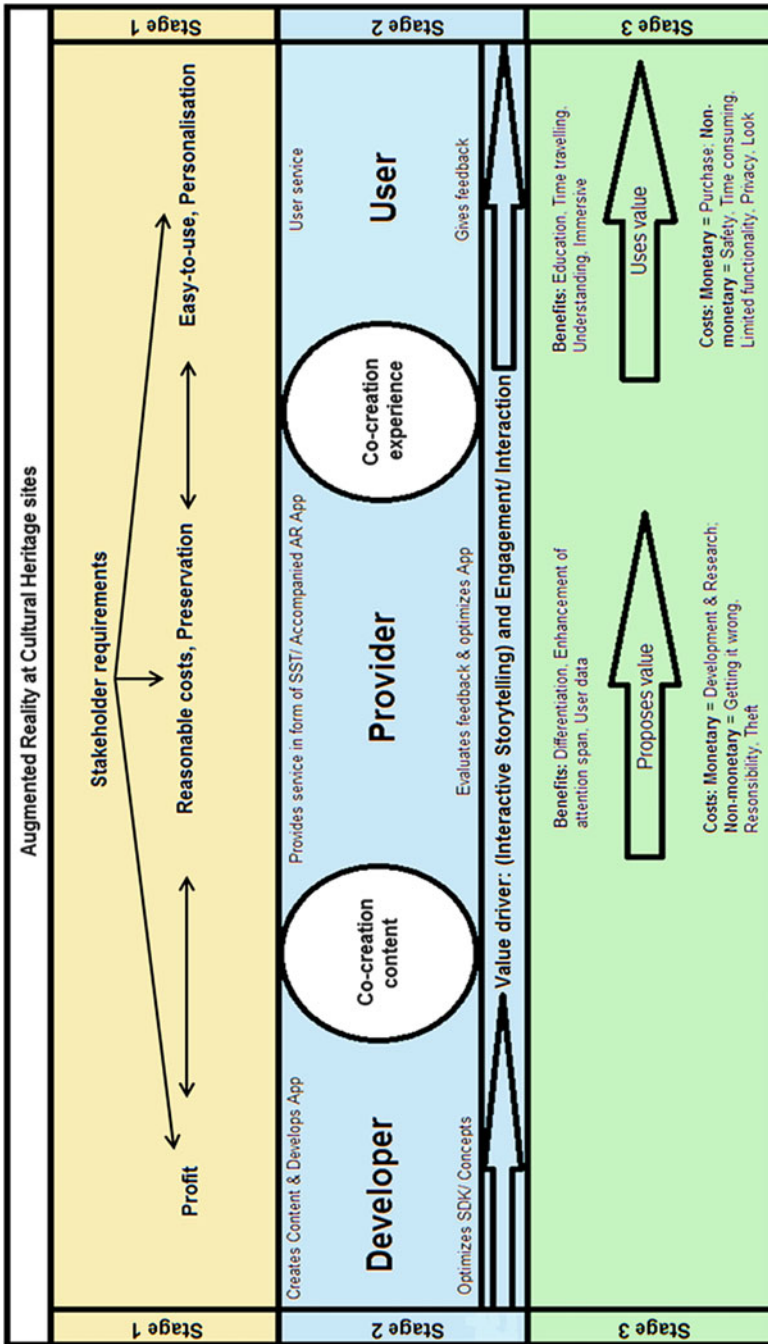 Augmented Reality at Cultural Heritage sites
Stage 1
Stakeholder requirements
Profit
Reasonable costs, Preservation
Easy-to-use, Personalisation
Stage 1
Stage 2
Creates Content & Develops App
Developer
Optimizes SDK/ Concepts
Co-creation
content
Provides service in form of SST/ Accompanied AR App
Provider
Evaluates feedback & optimizes App
Co-creation
experience
User service
User
Gives feedback
Value driver: (Interactive Storytelling) and Engagement/ Interaction
Stage 2
Stage 3
Benefits: Differentiation, Enhancement of
attention span, User data
Proposes value
Costs: Monetary = Development & Research;
Non-monetary = Getting it wrong,
Resonsibility, Theft
Benefits: Education, Time travelling,
Understanding, Immersive
Uses value
Costs: Monetary = Purchase; Non-
monetary = Safety, Time consuming,
Limited functionality, Privacy, Look
Stage 3